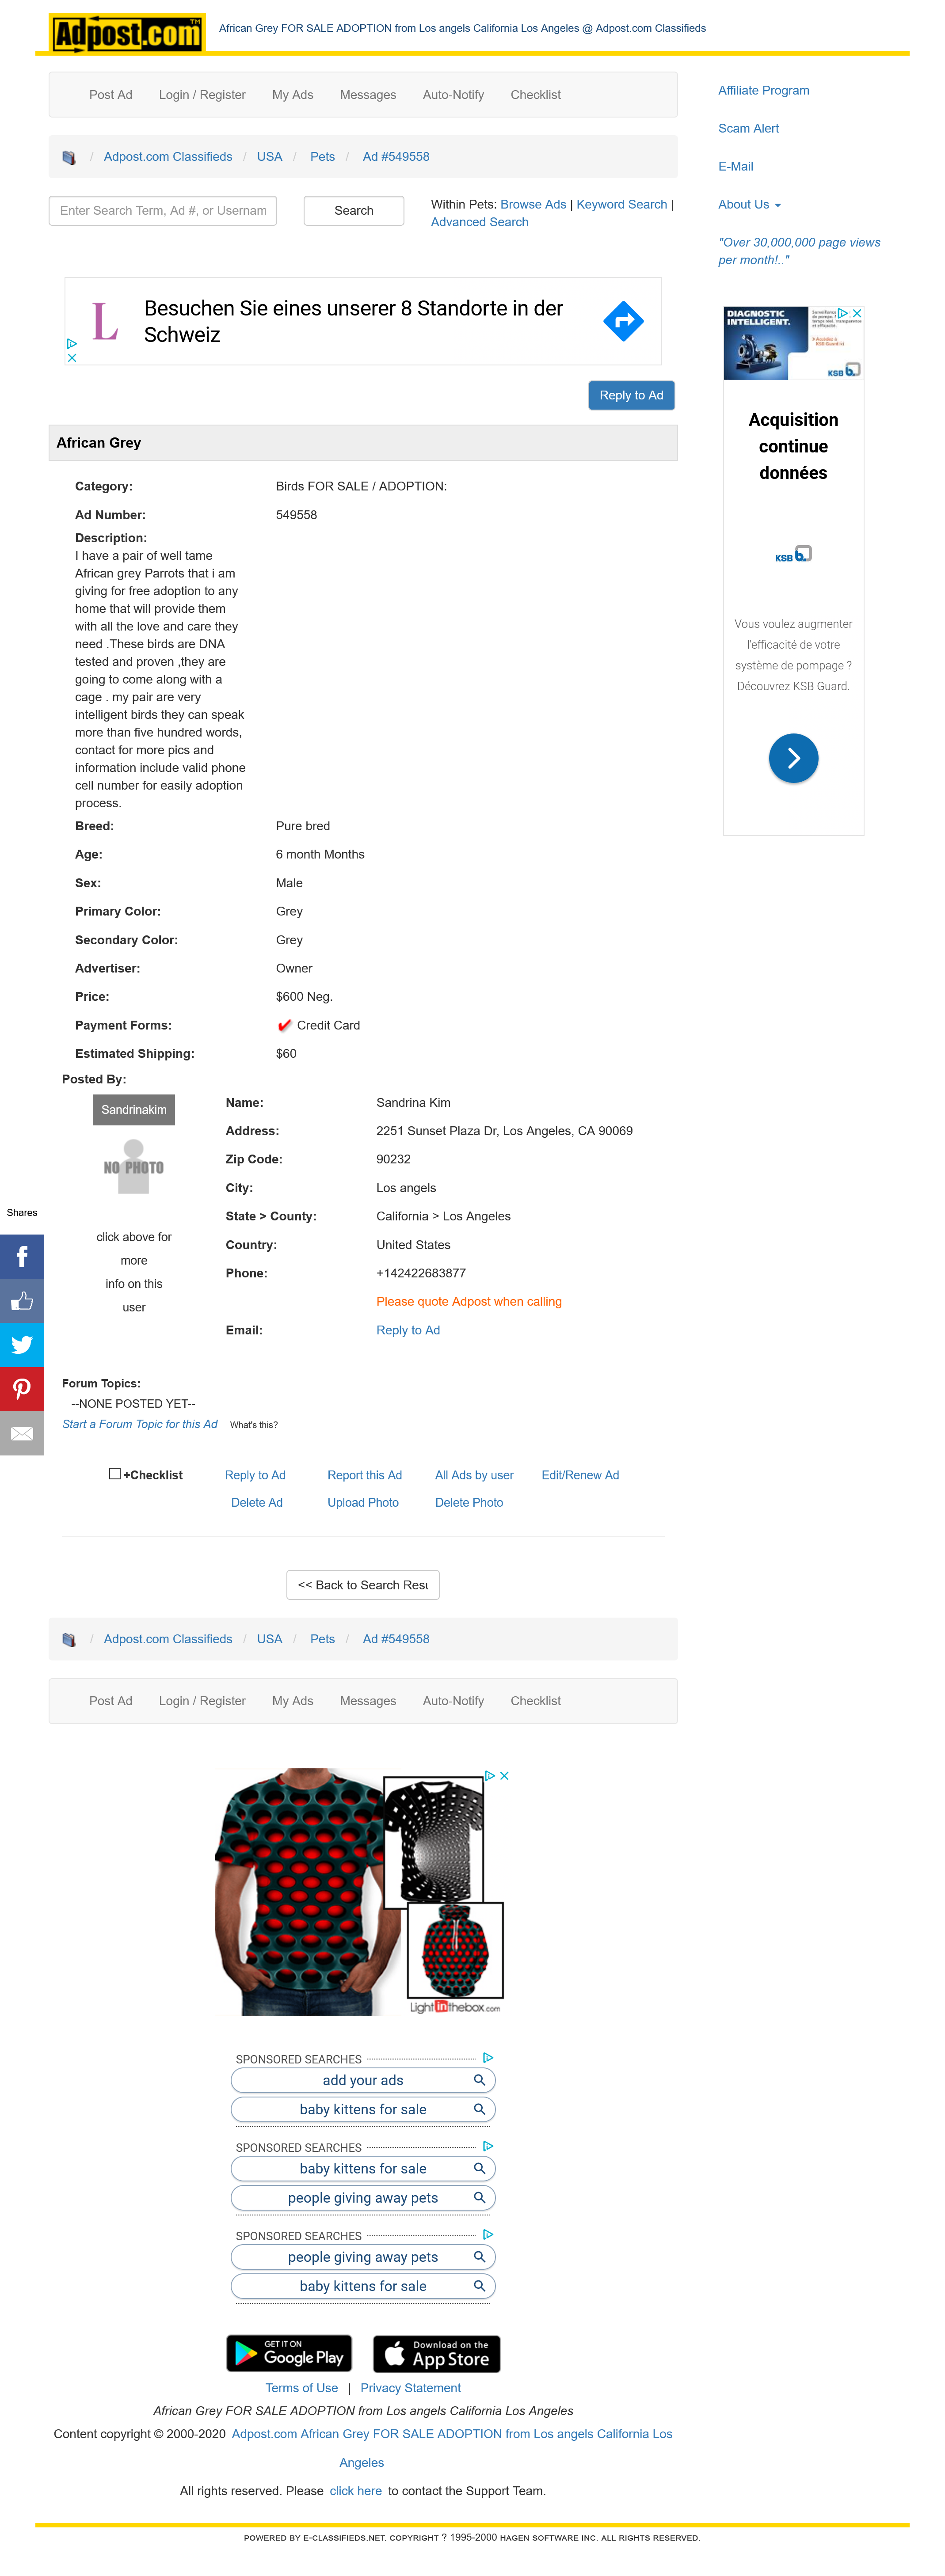 Adpost.com™
African Grey FOR SALE ADOPTION from Los angels California Los Angeles @ Adpost.com Classifieds
Post Ad Login / Register My Ads Messages Auto-Notify Checklist
/ Adpost.com Classifieds / USA / Pets / Ad #549558
Enter Search Term, Ad #, or Usernam
Search
Within Pets: Browse Ads | Keyword Search |
Advanced Search
Affiliate Program
Scam Alert
E-Mail
About Us
"Over 30,000,000 page views
per month!.."
L
Besuchen Sie eines unserer 8 Standorte in der
Schweiz
Reply to Ad
DIAGNOSTIC
INTELLIGENT.
KSB
Acquisition
continue
données
KSB
Vous voulez augmenter
l'efficacité de votre
système de pompage ?
Découvrez KSB Guard.
African Grey
Category: Birds FOR SALE / ADOPTION:
Ad Number: 549558
Description:
I have a pair of well tame
African grey Parrots that i am
giving for free adoption to any
home that will provide them
with all the love and care they
need .These birds are DNA
tested and proven ,they are
going to come along with a
cage . my pair are very
intelligent birds they can speak
more than five hundred words,
contact for more pics and
information include valid phone
cell number for easily adoption
process.
Breed: Pure bred
Age: 6 month Months
Sex: Male
Primary Color: Grey
Secondary Color: Grey
Advertiser: Owner
Price: $600 Neg.
Payment Forms: Credit Card
Estimated Shipping: $60
Posted By:
Sandrinakim
NO PHOTO
click above for
more
info on this
user
Name: Sandrina Kim
Address: 2251 Sunset Plaza Dr, Los Angeles, CA 90069
Zip Code: 90232
City: Los angels
State > County: California > Los Angeles
Country: United States
Phone: +142422683877
Please quote Adpost when calling
Email: Reply to Ad
Shares
Forum Topics:
--NONE POSTED YET--
Start a Forum Topic for this Ad What's this?
+Checklist Reply to Ad Report this Ad All Ads by user Edit/Renew Ad
Delete Ad Upload Photo Delete Photo
<< Back to Search Resu
/ Adpost.com Classifieds / USA / Pets / Ad #549558
Post Ad Login / Register My Ads Messages Auto-Notify Checklist
Light in the box.com
SPONSORED SEARCHES
add your ads
baby kittens for sale
SPONSORED SEARCHES
baby kittens for sale
people giving away pets
SPONSORED SEARCHES
people giving away pets
baby kittens for sale
GET IT ON
Google Play
Download on the
App Store
Terms of Use | Privacy Statement
African Grey FOR SALE ADOPTION from Los angels California Los Angeles
Content copyright © 2000-2020 Adpost.com African Grey FOR SALE ADOPTION from Los angels California Los
Angeles
All rights reserved. Please click here to contact the Support Team.
POWERED BY E-CLASSIFIEDS.NET. COPYRIGHT ? 1995-2000 HAGEN SOFTWARE INC. ALL RIGHTS RESERVED.